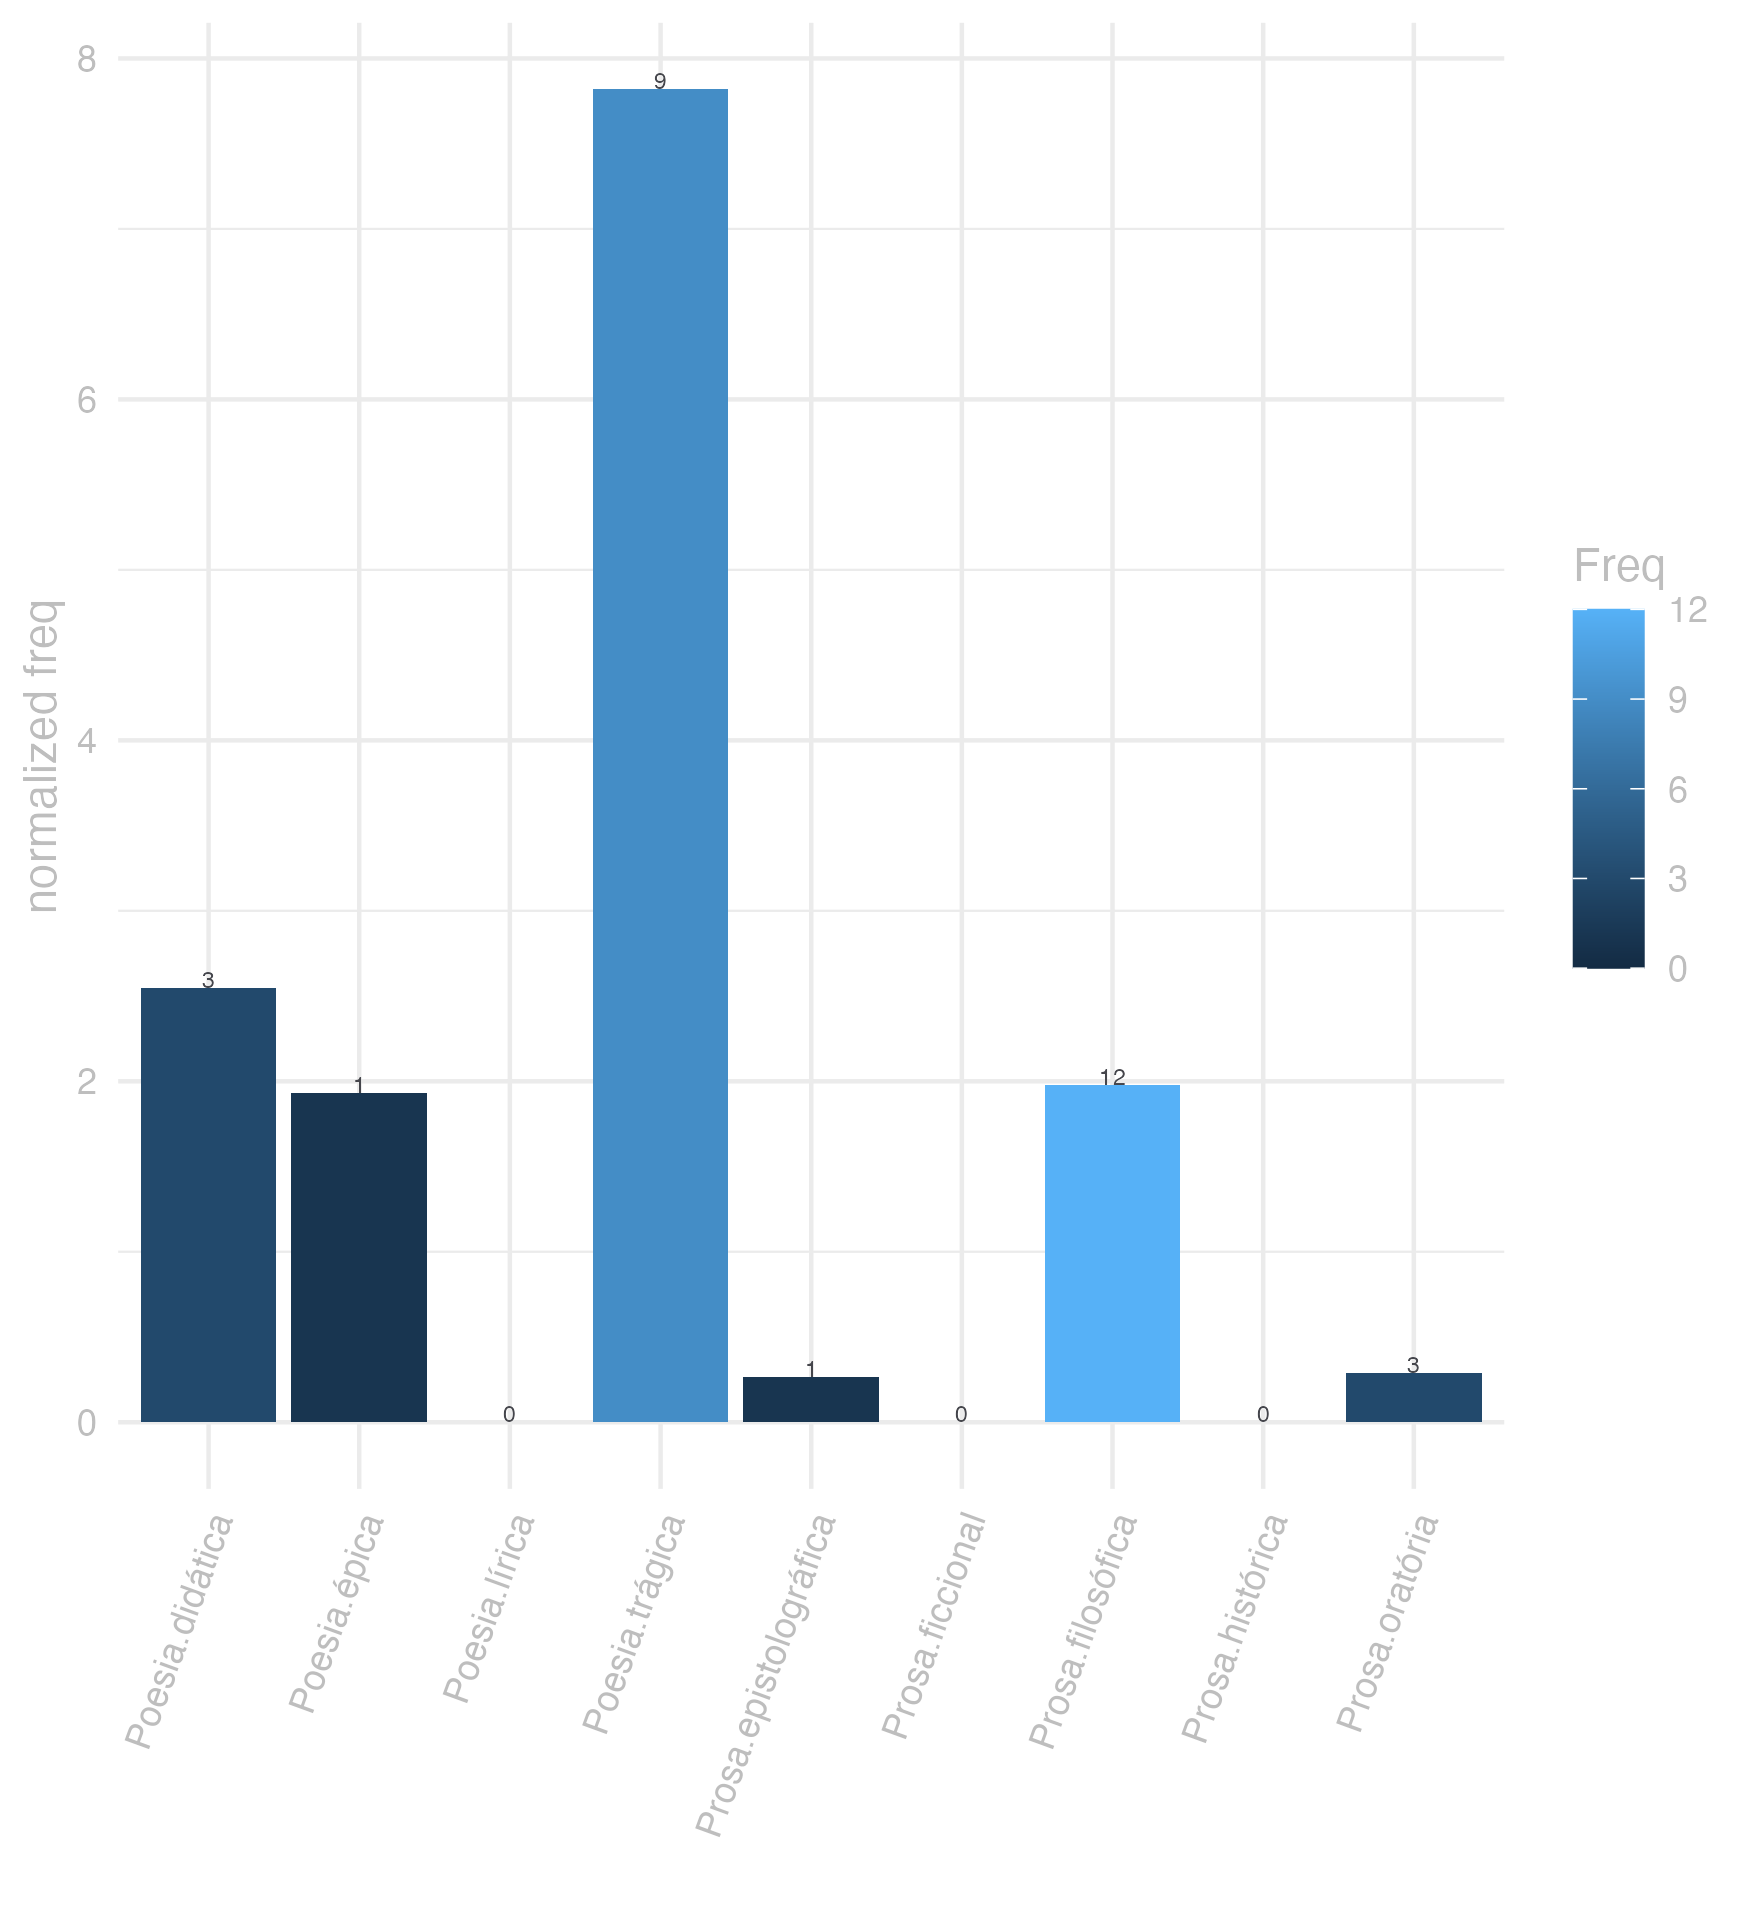 8
6
4
2
0
normalized freq
3
1
0
9
1
0
12
0
3
Poesia.didática
Poesia.épica
Poesia.lírica
Poesia.trágica
Prosa.epistolográfica
Prosa.ficcional
Prosa.filosófica
Prosa.histórica
Prosa.oratória
Freq
12
9
6
3
0